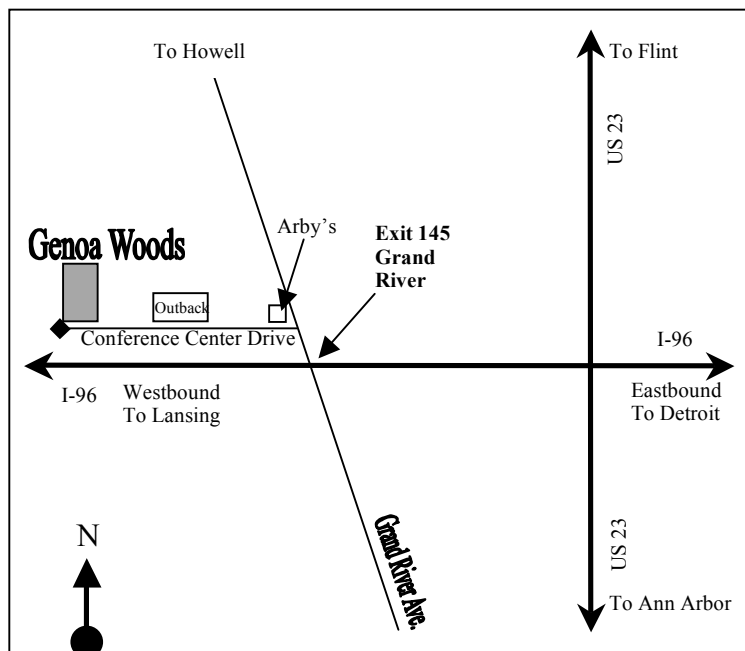 To Howell
To Flint
US 23
Arby's
Exit 145
Grand
River
Genoa Woods
Outback
Conference Center Drive
I-96
I-96
Westbound
To Lansing
Eastbound
To Detroit
Grand River Ave.
N
US 23
To Ann Arbor